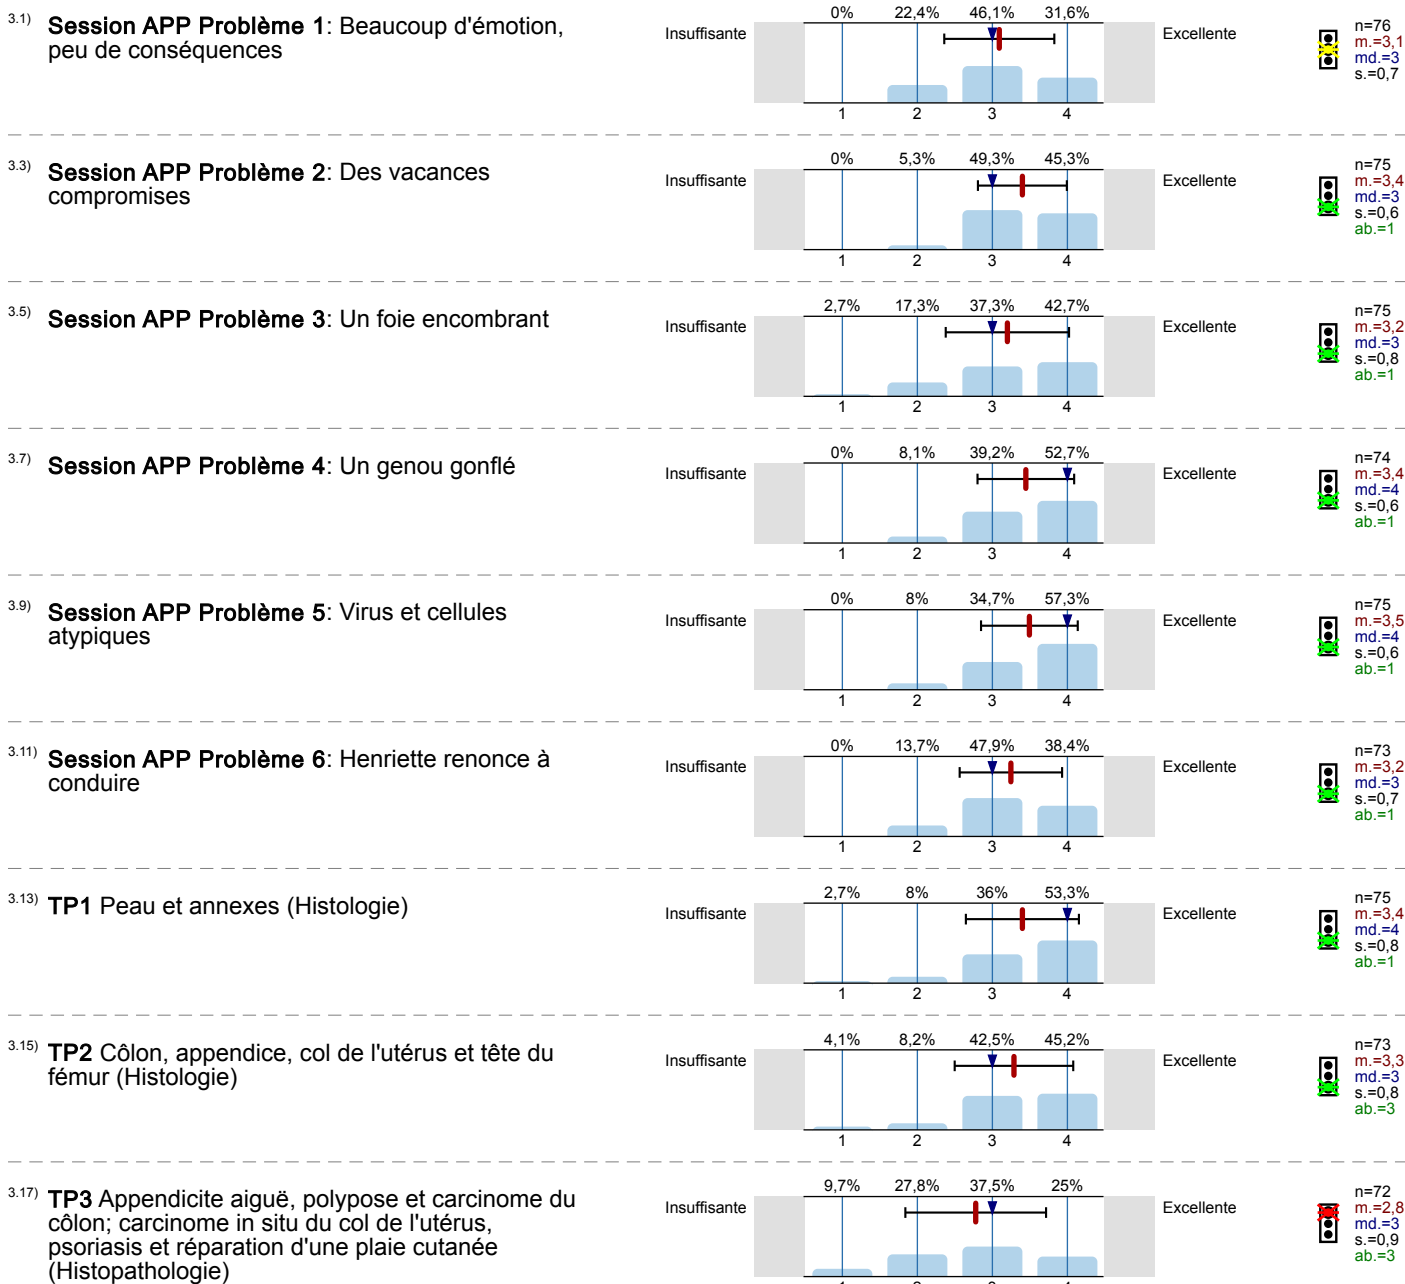 3.1) Session APP Problème 1: Beaucoup d'émotion,
peu de conséquences
Insuffisante
0% 22,4% 46,1% 31,6%
1 2 3 4
Excellente
n=76
m.=3,1
md.=3
s.=0,7
3.3) Session APP Problème 2: Des vacances
compromises
Insuffisante
0% 5,3% 49,3% 45,3%
1 2 3 4
Excellente
n=75
m.=3,4
md.=3
s.=0,6
ab.=1
3.5) Session APP Problème 3: Un foie encombrant
Insuffisante
2,7% 17,3% 37,3% 42,7%
1 2 3 4
Excellente
n=75
m.=3,2
md.=3
s.=0,8
ab.=1
3.7) Session APP Problème 4: Un genou gonflé
Insuffisante
0% 8,1% 39,2% 52,7%
1 2 3 4
Excellente
n=74
m.=3,4
md.=4
s.=0,6
ab.=1
3.9) Session APP Problème 5: Virus et cellules
atypiques
Insuffisante
0% 8% 34,7% 57,3%
1 2 3 4
Excellente
n=75
m.=3,5
md.=4
s.=0,6
ab.=1
3.11) Session APP Problème 6: Henriette renonce à
conduire
Insuffisante
0% 13,7% 47,9% 38,4%
1 2 3 4
Excellente
n=73
m.=3,2
md.=3
s.=0,7
ab.=1
3.13) TP1 Peau et annexes (Histologie)
Insuffisante
2,7% 8% 36% 53,3%
1 2 3 4
Excellente
n=75
m.=3,4
md.=4
s.=0,8
ab.=1
3.15) TP2 Côlon, appendice, col de l'utérus et tête du
fémur (Histologie)
Insuffisante
4,1% 8,2% 42,5% 45,2%
1 2 3 4
Excellente
n=73
m.=3,3
md.=3
s.=0,8
ab.=3
3.17) TP3 Appendicite aiguë, polypose et carcinome du
côlon; carcinome in situ du col de l'utérus,
psoriasis et réparation d'une plaie cutanée
(Histopathologie)
Insuffisante
9,7% 27,8% 37,5% 25%
Excellente
n=72
m.=2,8
md.=3
s.=0,9
ab.=3